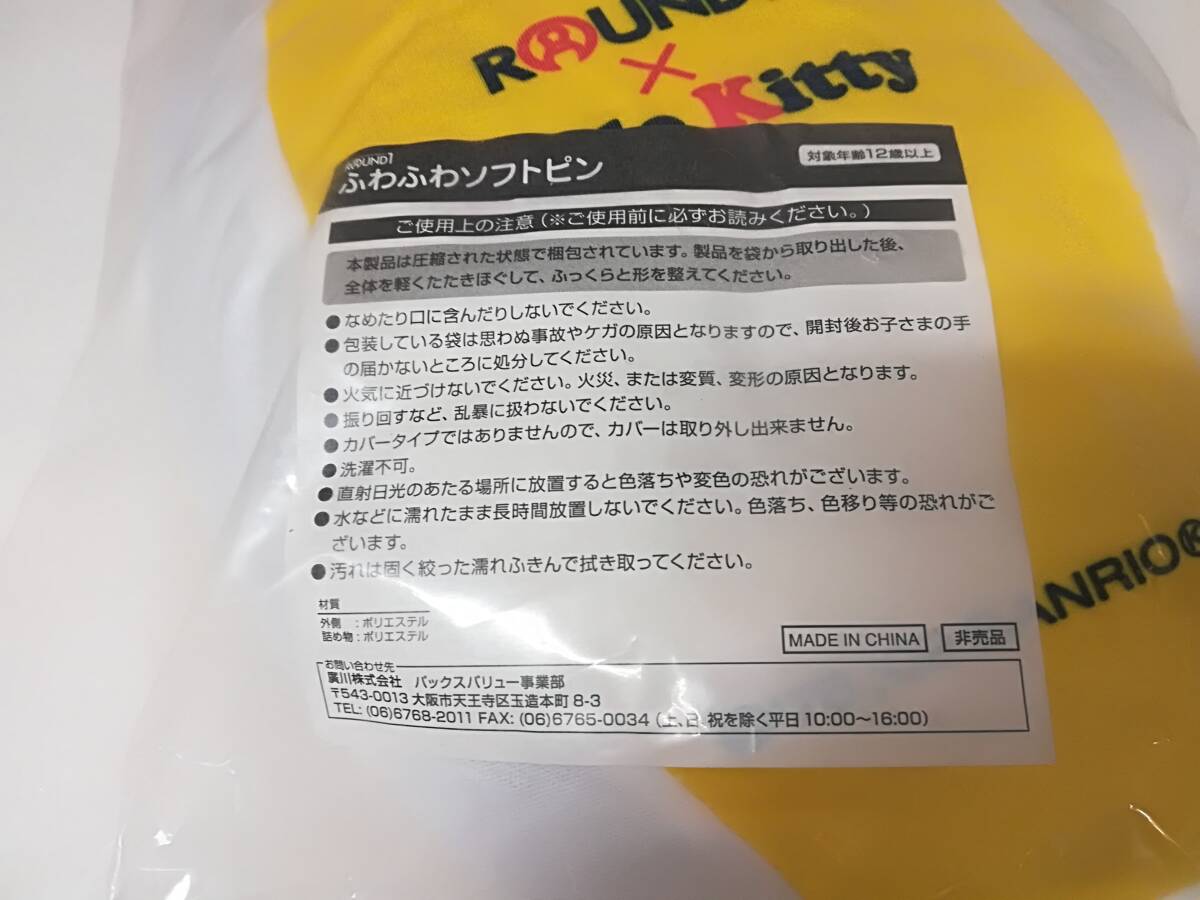 ROUND1
×
Kitty
ROUND1
ふわふわソフトピン
対象年齢12歳以上
ご使用上の注意(※ご使用前に必ずお読みください。)
本製品は圧縮された状態で梱包されています。製品を袋から取り出した後、
全体を軽くたたきほぐして、ふっくらと形を整えてください。
●なめたり口に含んだりしないでください。
●包装している袋は思わぬ事故やケガの原因となりますので、開封後お子さまの手
の届かないところに処分してください。
●火気に近づけないでください。火災、または変質、変形の原因となります。
●振り回すなど、乱暴に扱わないでください。
●カバータイプではありませんので、カバーは取り外し出来ません。
●洗濯不可。
●直射日光のあたる場所に放置すると色落ちや変色の恐れがございます。
●水などに濡れたまま長時間放置しないでください。色落ち、色移り等の恐れがご
ざいます。
●汚れは固く絞った濡れふきんで拭き取ってください。
材質
外側 :ポリエステル
詰め物:ポリエステル
MADE IN CHINA
非売品
ANRIO
お問い合わせ先
廣川株式会社 バックスバリュー事業部
〒543-0013 大阪市天王寺区玉造本町 8-3
TEL: (06)6768-2011 FAX: (06)6765-0034 (土、日、祝を除く平日 10:00〜16:00)